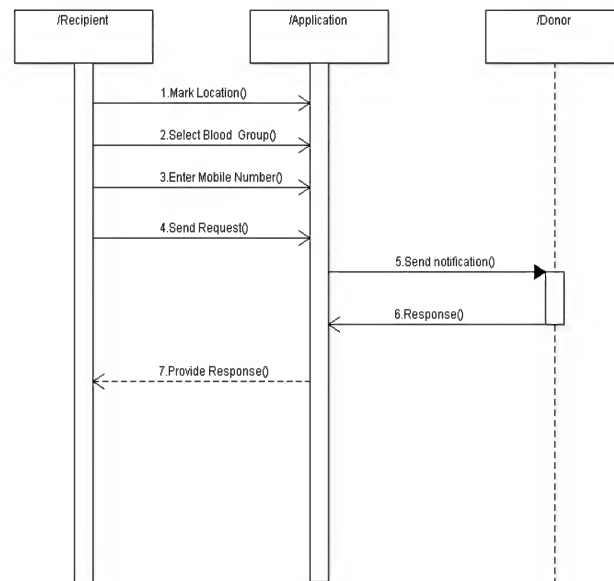 /Recipient
/Application
/Donor
1.Mark Location()
2.Select Blood  Group()
3.Enter Mobile Number()
4.Send Request()
5.Send notification()
6.Response()
7.Provide Response()